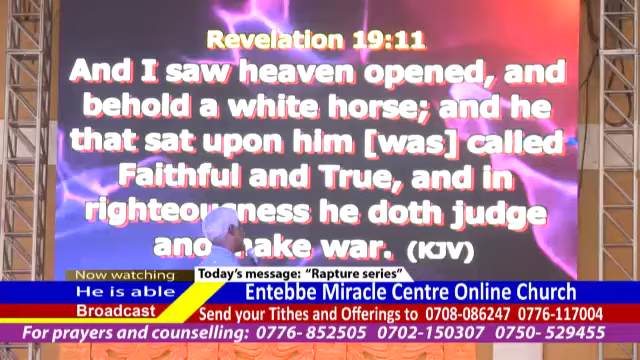 Revelation 19:11
And I saw heaven opened, and
behold a white horse; and he
that sat upon him [was] called
Faithful and True, and in
righteousness he doth judge
and make war. (KJV)
Now watching
Today's message: "Rapture series"
He is able
Entebbe Miracle Centre Online Church
Broadcast
Send your Tithes and Offerings to 0708-086247 0776-117004
For prayers and counselling: 0776- 852505 0702-150307 0750- 529455